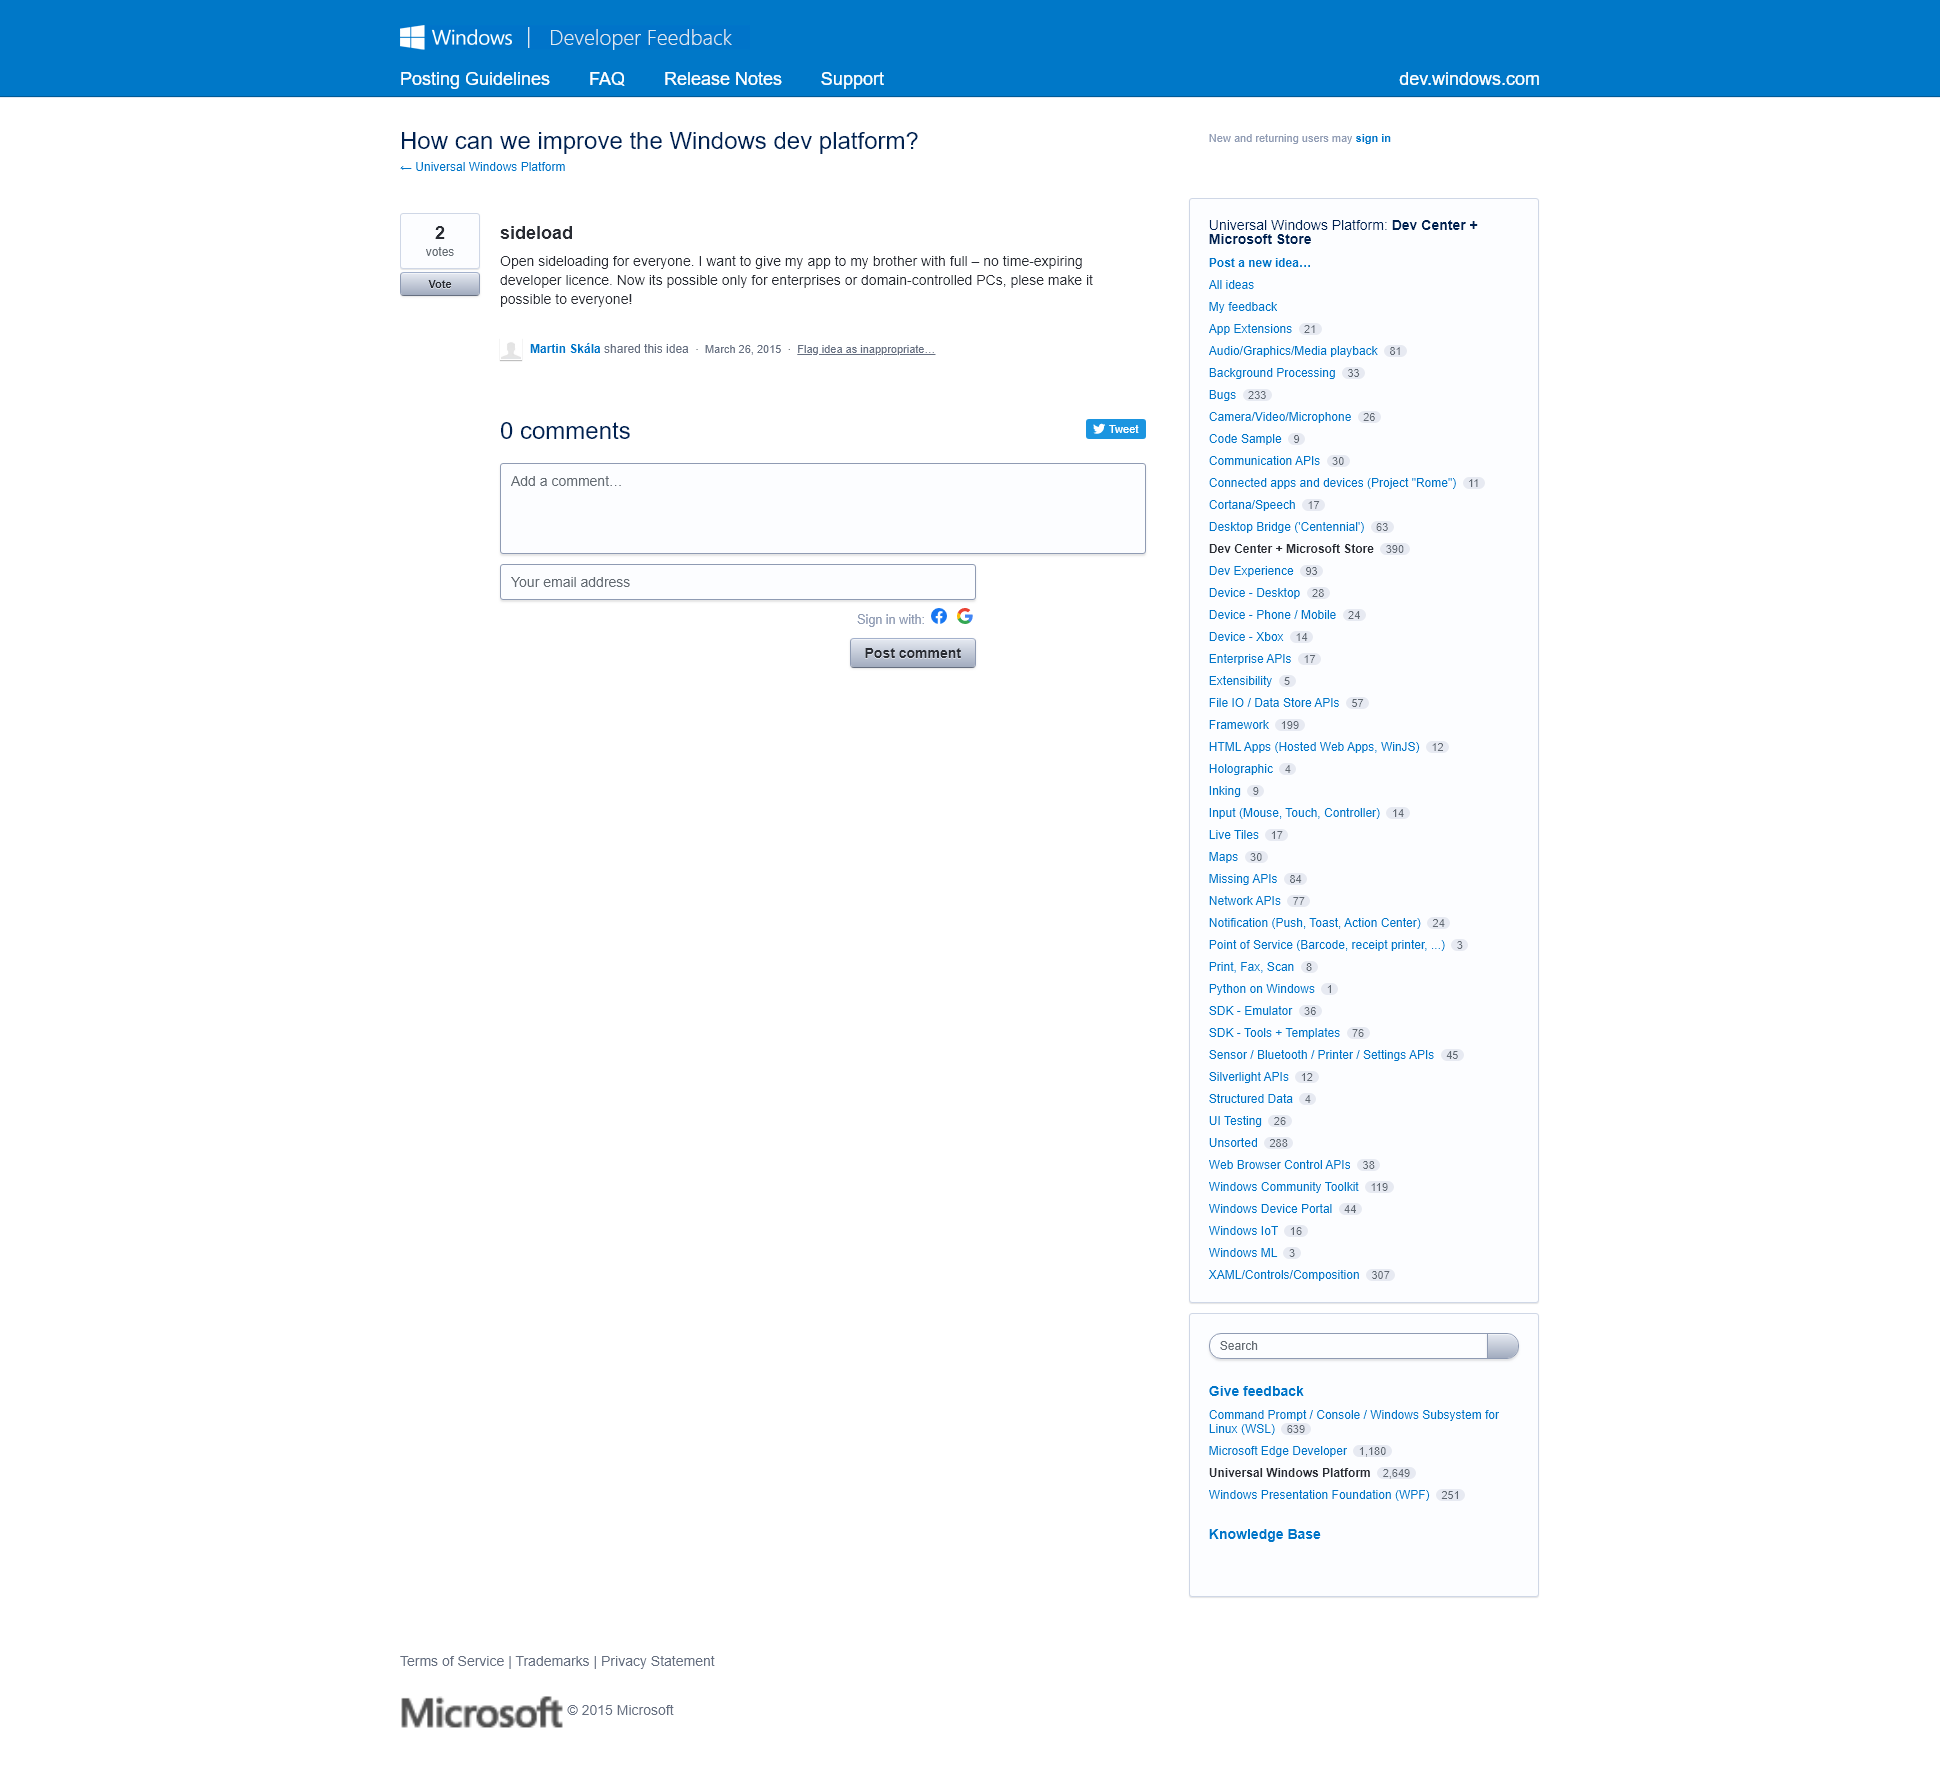 Windows | Developer Feedback
Posting Guidelines FAQ Release Notes Support dev.windows.com
How can we improve the Windows dev platform?
← Universal Windows Platform
New and returning users may sign in
2
votes
Vote
sideload
Open sideloading for everyone. I want to give my app to my brother with full – no time-expiring
developer licence. Now its possible only for enterprises or domain-controlled PCs, plese make it
possible to everyone!
Martin Skála shared this idea · March 26, 2015 · Flag idea as inappropriate…
0 comments
Tweet
Add a comment…
Your email address
Sign in with:
Post comment
Universal Windows Platform: Dev Center +
Microsoft Store
Post a new idea…
All ideas
My feedback
App Extensions 21
Audio/Graphics/Media playback 81
Background Processing 33
Bugs 233
Camera/Video/Microphone 26
Code Sample 9
Communication APIs 30
Connected apps and devices (Project "Rome") 11
Cortana/Speech 17
Desktop Bridge ('Centennial') 63
Dev Center + Microsoft Store 390
Dev Experience 93
Device - Desktop 28
Device - Phone / Mobile 24
Device - Xbox 14
Enterprise APIs 17
Extensibility 5
File IO / Data Store APIs 57
Framework 199
HTML Apps (Hosted Web Apps, WinJS) 12
Holographic 4
Inking 9
Input (Mouse, Touch, Controller) 14
Live Tiles 17
Maps 30
Missing APIs 84
Network APIs 77
Notification (Push, Toast, Action Center) 24
Point of Service (Barcode, receipt printer, ...) 3
Print, Fax, Scan 8
Python on Windows 1
SDK - Emulator 36
SDK - Tools + Templates 76
Sensor / Bluetooth / Printer / Settings APIs 45
Silverlight APIs 12
Structured Data 4
UI Testing 26
Unsorted 288
Web Browser Control APIs 38
Windows Community Toolkit 119
Windows Device Portal 44
Windows IoT 16
Windows ML 3
XAML/Controls/Composition 307
Search
Give feedback
Command Prompt / Console / Windows Subsystem for
Linux (WSL) 639
Microsoft Edge Developer 1,180
Universal Windows Platform 2,649
Windows Presentation Foundation (WPF) 251
Knowledge Base
Terms of Service | Trademarks | Privacy Statement
Microsoft © 2015 Microsoft